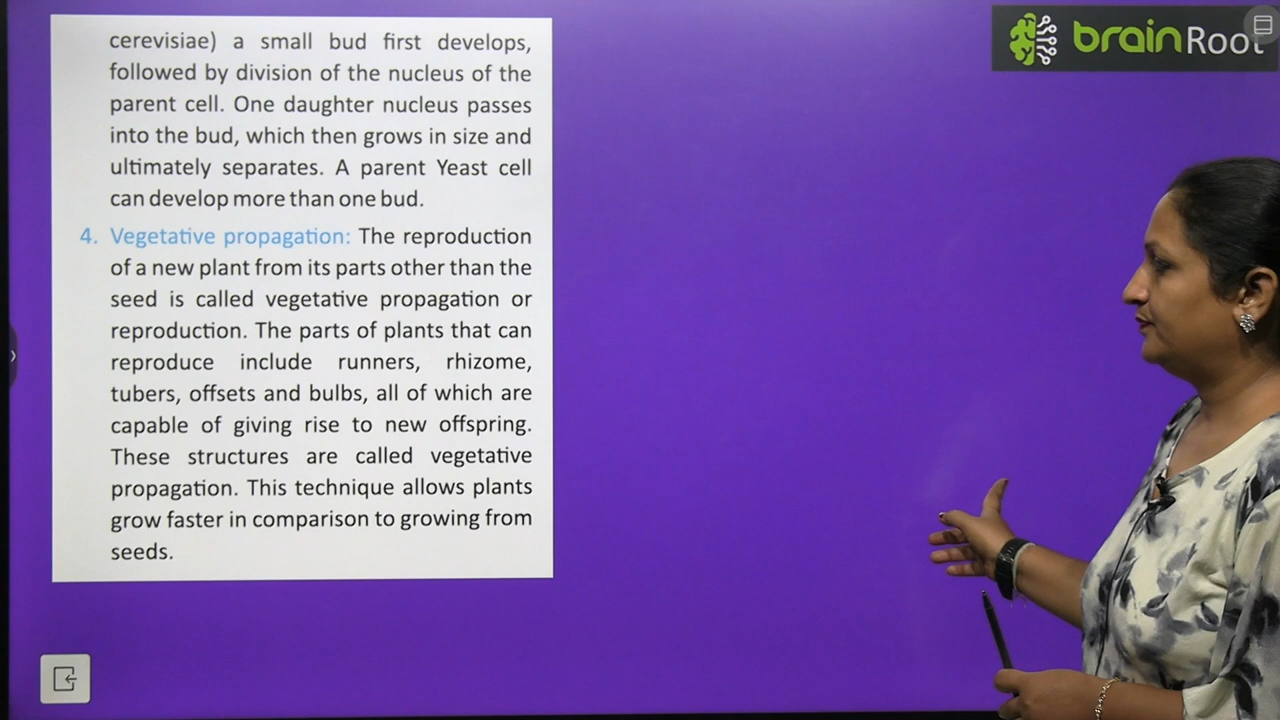 brainRoot
cerevisiae) a small bud first develops,
followed by division of the nucleus of the
parent cell. One daughter nucleus passes
into the bud, which then grows in size and
ultimately separates. A parent Yeast cell
can develop more than one bud.
4. Vegetative propagation: The reproduction
of a new plant from its parts other than the
seed is called vegetative propagation or
reproduction. The parts of plants that can
reproduce include runners, rhizome,
tubers, offsets and bulbs, all of which are
capable of giving rise to new offspring.
These structures are called vegetative
propagation. This technique allows plants
grow faster in comparison to growing from
seeds.